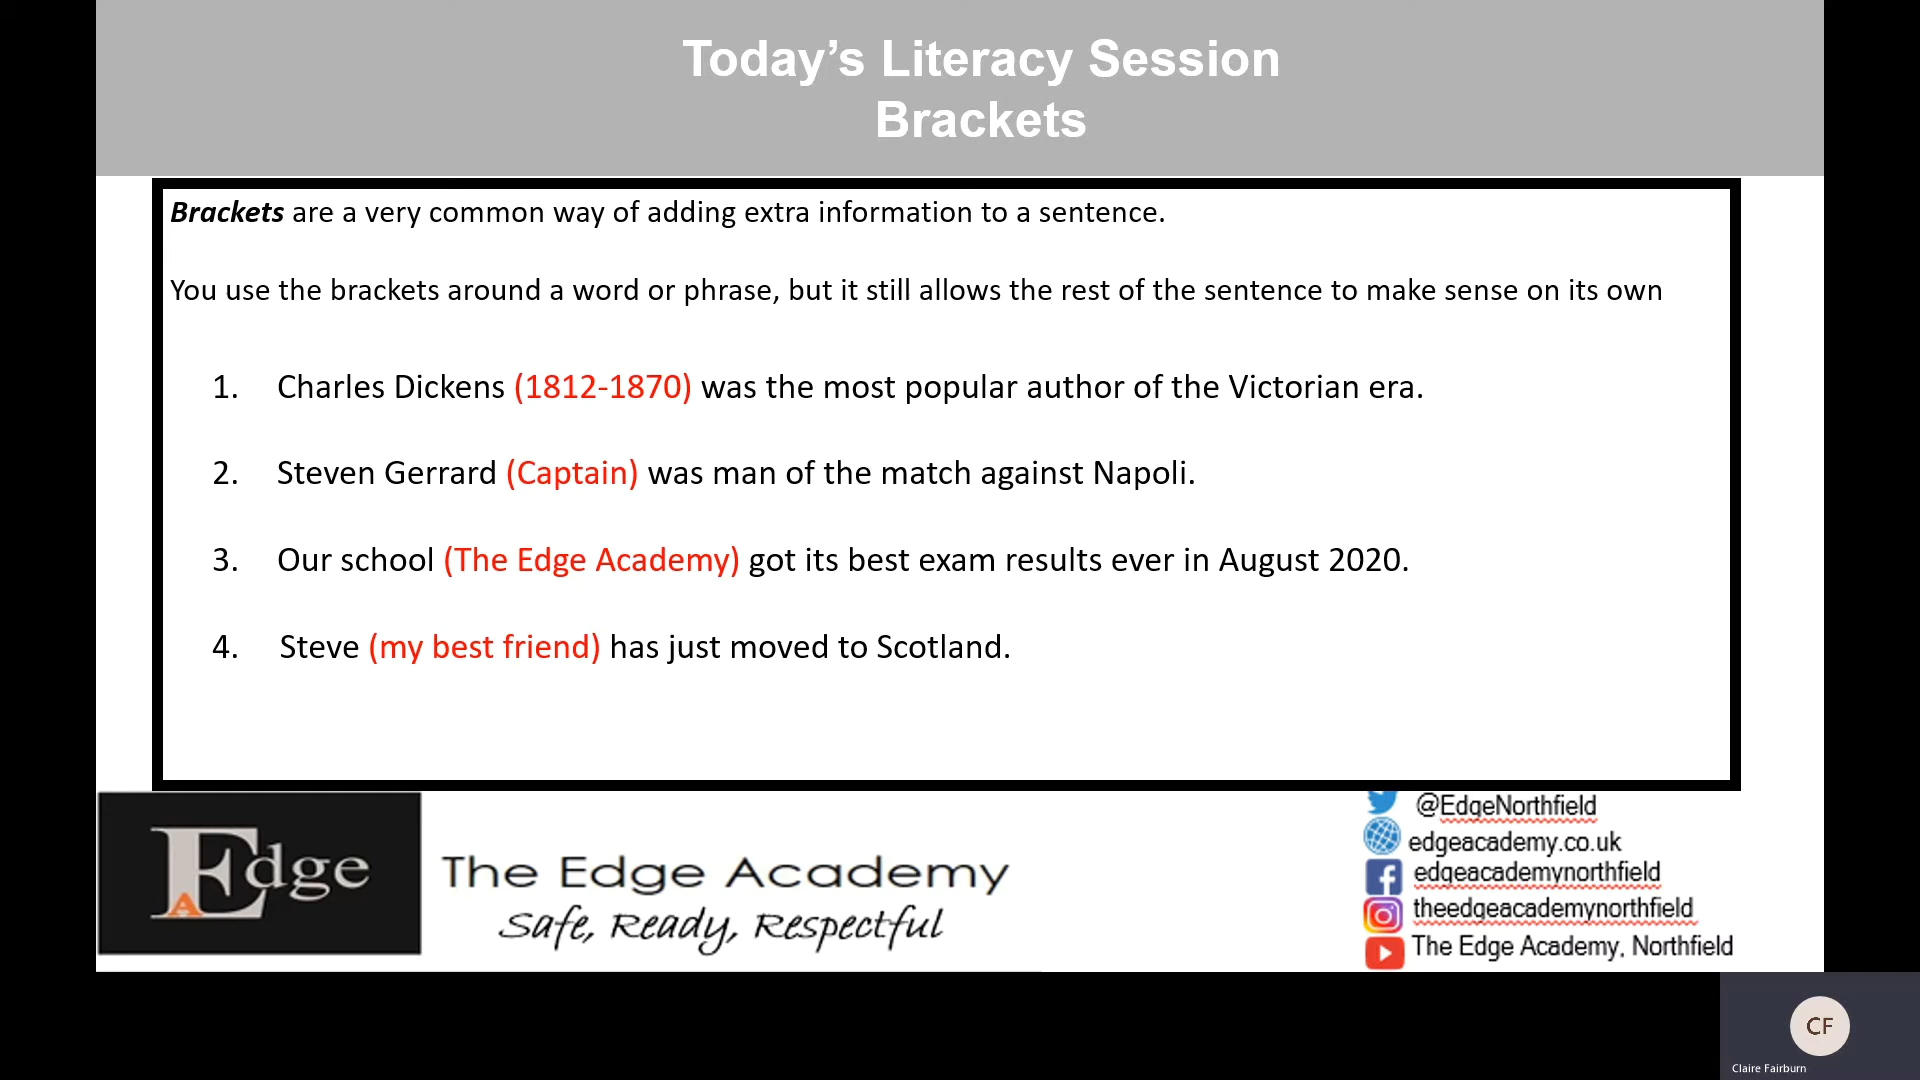 Today’s Literacy Session
Brackets
Brackets are a very common way of adding extra information to a sentence.
You use the brackets around a word or phrase, but it still allows the rest of the sentence to make sense on its own
1. Charles Dickens (1812-1870) was the most popular author of the Victorian era.
2. Steven Gerrard (Captain) was man of the match against Napoli.
3. Our school (The Edge Academy) got its best exam results ever in August 2020.
4. Steve (my best friend) has just moved to Scotland.
Edge
A
The Edge Academy
Safe, Ready, Respectful
@EdgeNorthfield
edgeacademy.co.uk
edgeacademynorthfield
theedgeacademynorthfield
The Edge Academy, Northfield
CF
Claire Fairburn